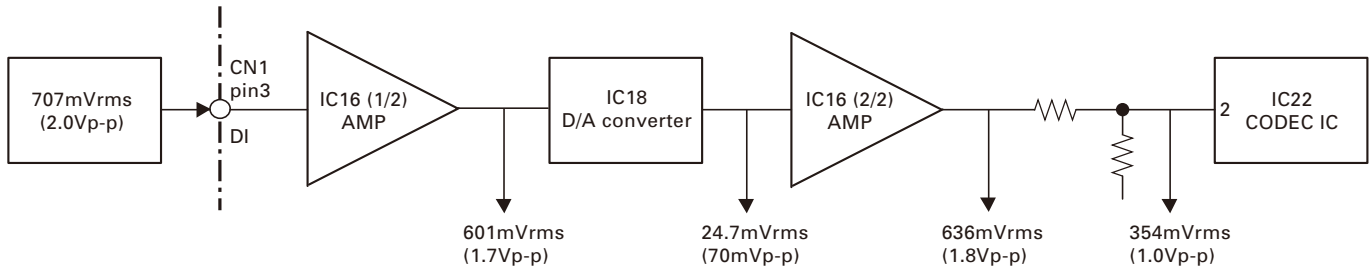 707mVrms
(2.0Vp-p)
CN1
pin3
DI
IC16 (1/2)
AMP
601mVrms
(1.7Vp-p)
IC18
D/A converter
24.7mVrms
(70mVp-p)
IC16 (2/2)
AMP
636mVrms
(1.8Vp-p)
354mVrms
(1.0Vp-p)
2
IC22
CODEC IC